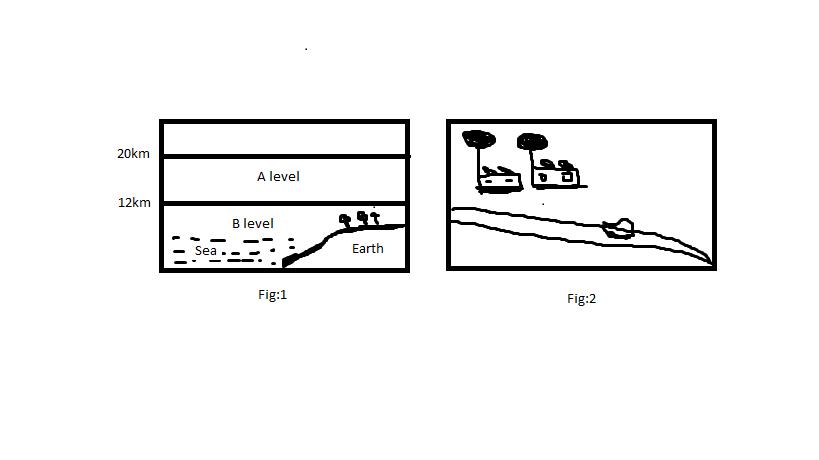 20km
A level
12km
B level
Sea
Earth
Fig:1
Fig:2